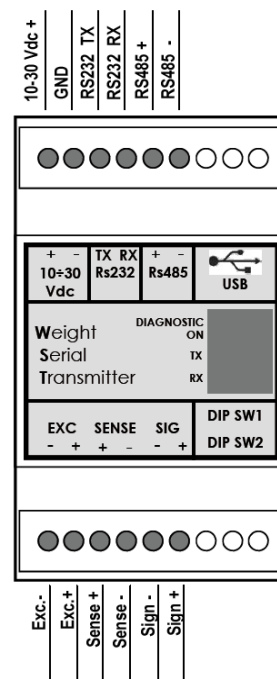 10-30 Vdc +
GND
RS232 TX
RS232 RX
RS485 +
RS485 -
+ - TX RX + -
10÷30 Rs232 Rs485
Vdc USB
DIAGNOSTIC
Weight ON
Serial TX
Transmitter RX
EXC SENSE SIG DIP SW1
- + + - - + DIP SW2
Exc.-
Exc.+
Sense +
Sense -
Sign -
Sign +